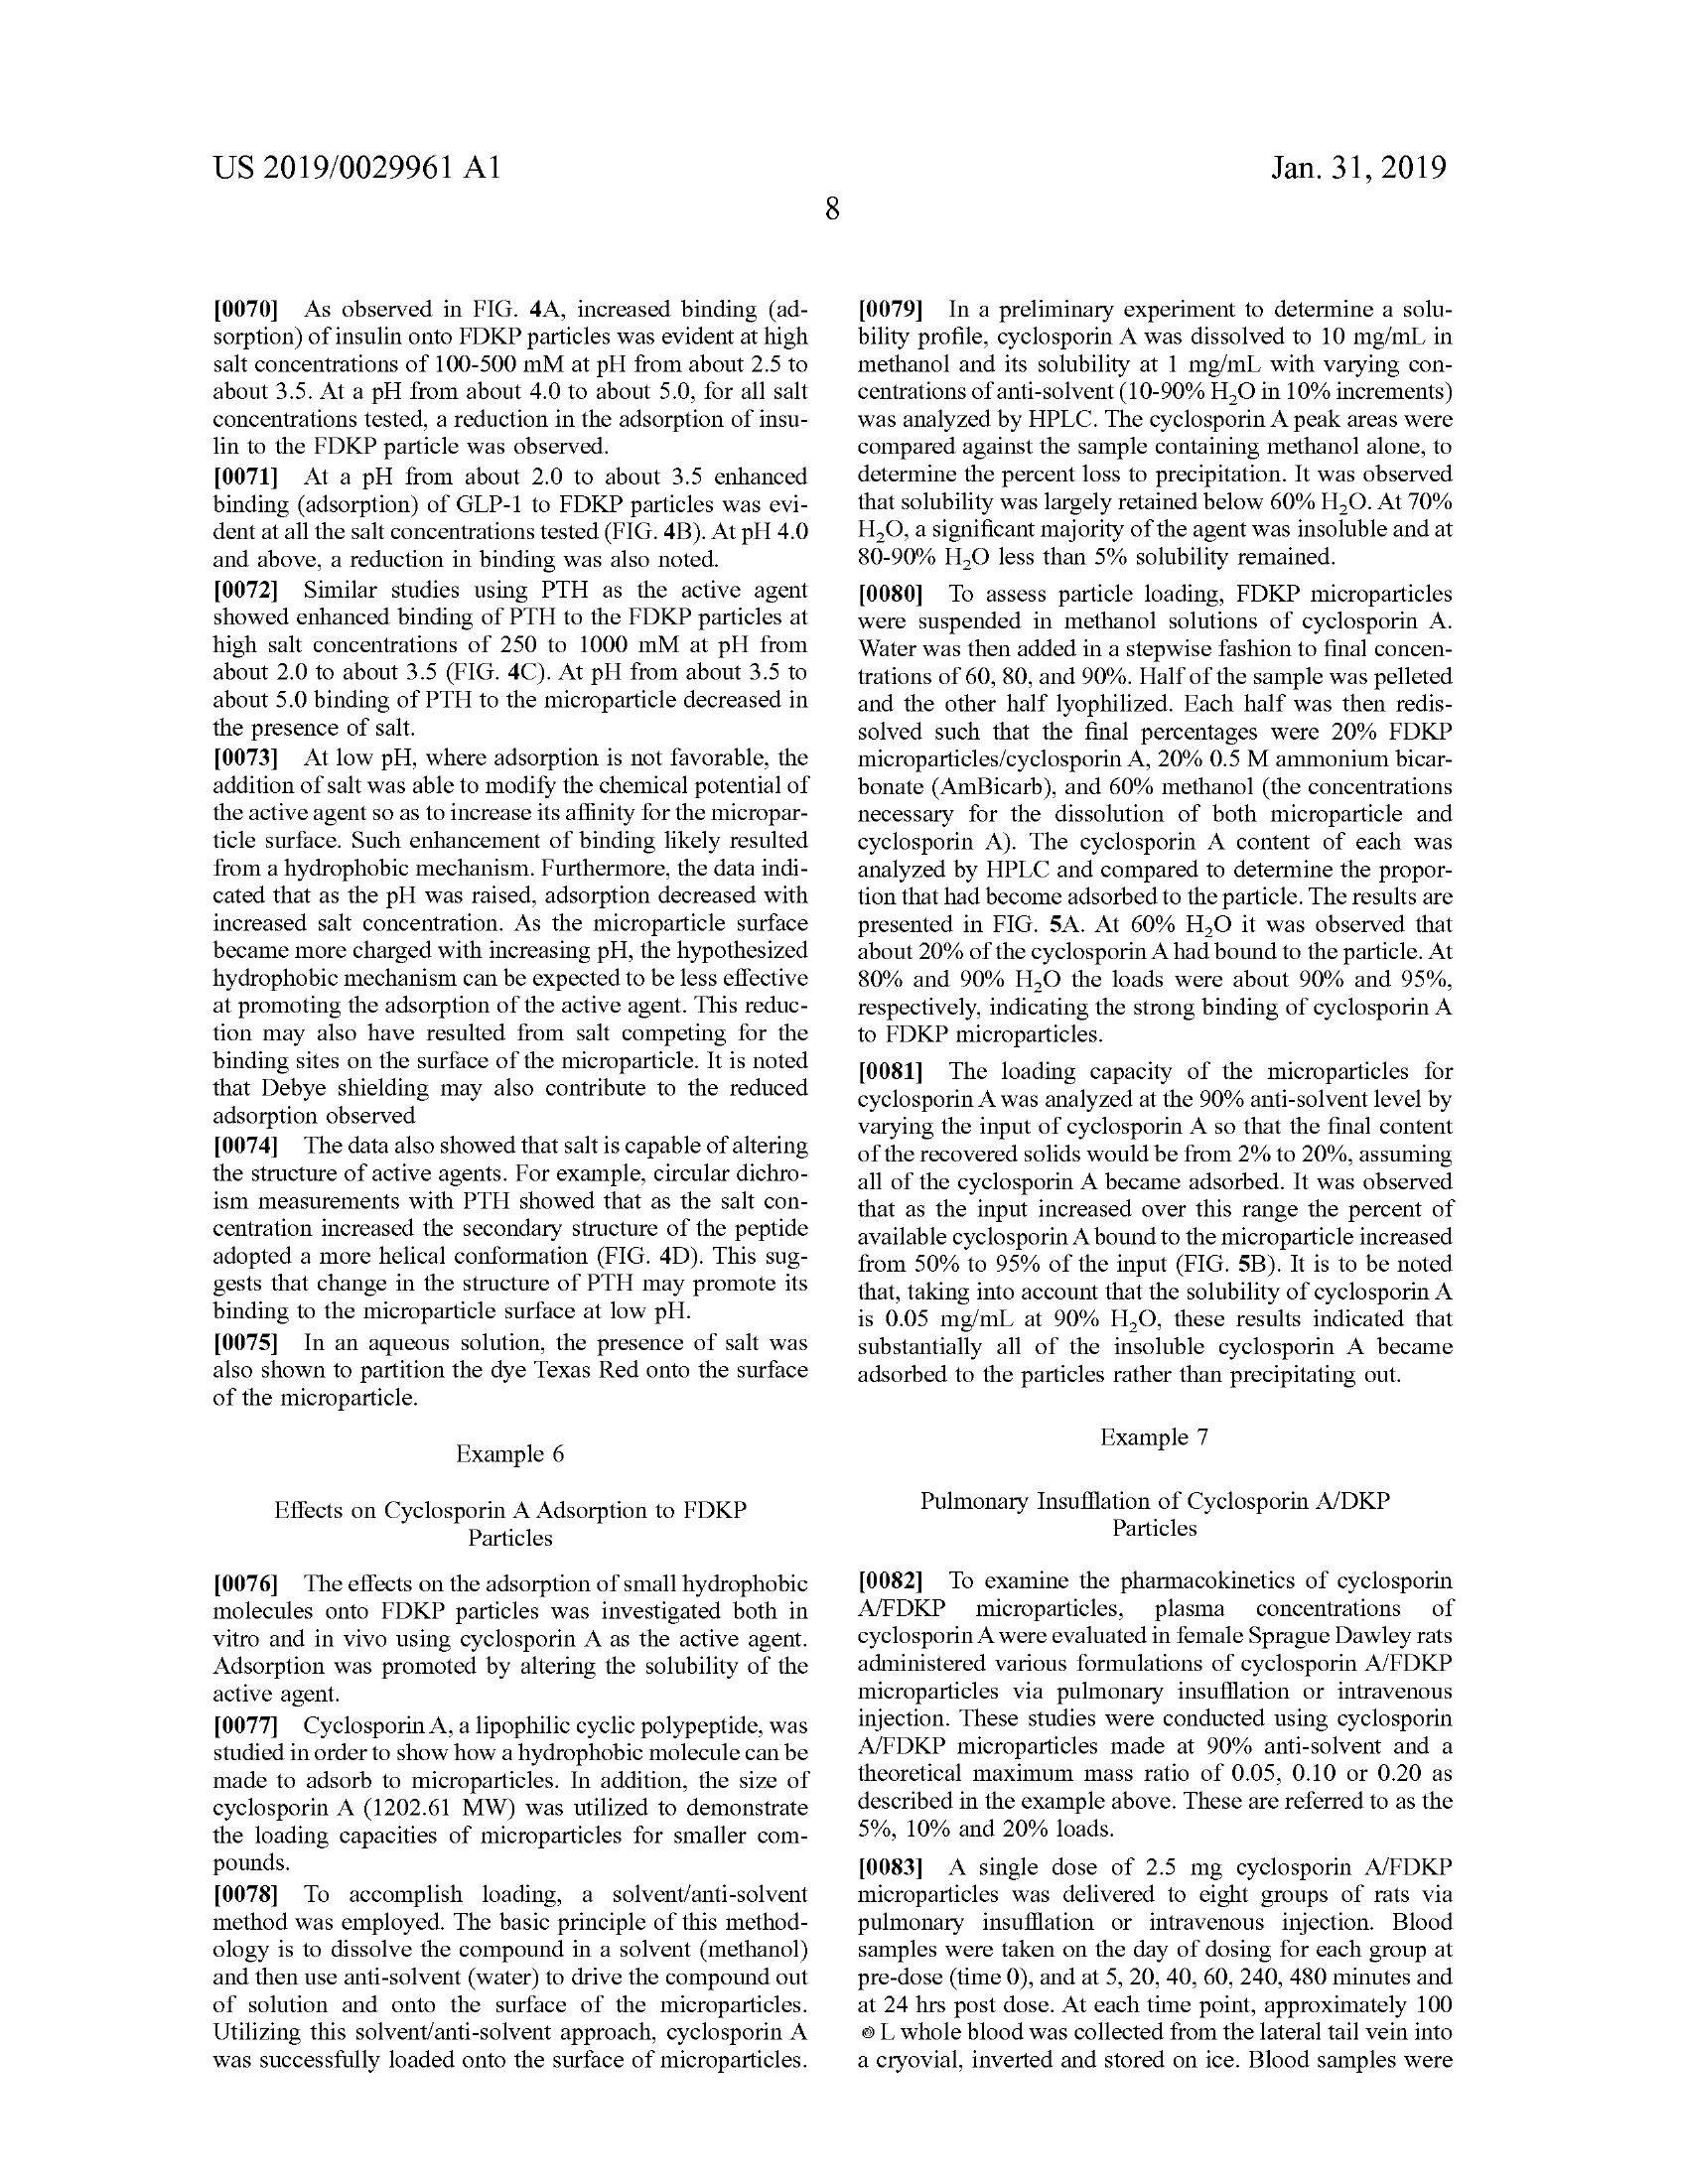 US 2019/0029961 A1
Jan. 31, 2019
8
[0070] As observed in FIG. 4A, increased binding (ad-
sorption) of insulin onto FDKP particles was evident at high
salt concentrations of 100-500 mM at pH from about 2.5 to
about 3.5. At a pH from about 4.0 to about 5.0, for all salt
concentrations tested, a reduction in the adsorption of insu-
lin to the FDKP particle was observed.
[0071] At a pH from about 2.0 to about 3.5 enhanced
binding (adsorption) of GLP-1 to FDKP particles was evi-
dent at all the salt concentrations tested (FIG. 4B). At pH 4.0
and above, a reduction in binding was also noted.
[0072] Similar studies using PTH as the active agent
showed enhanced binding of PTH to the FDKP particles at
high salt concentrations of 250 to 1000 mM at pH from
about 2.0 to about 3.5 (FIG. 4C). At pH from about 3.5 to
about 5.0 binding of PTH to the microparticle decreased in
the presence of salt.
[0073] At low pH, where adsorption is not favorable, the
addition of salt was able to modify the chemical potential of
the active agent so as to increase its affinity for the micropar-
ticle surface. Such enhancement of binding likely resulted
from a hydrophobic mechanism. Furthermore, the data indi-
cated that as the pH was raised, adsorption decreased with
increased salt concentration. As the microparticle surface
became more charged with increasing pH, the hypothesized
hydrophobic mechanism can be expected to be less effective
at promoting the adsorption of the active agent. This reduc-
tion may also have resulted from salt competing for the
binding sites on the surface of the microparticle. It is noted
that Debye shielding may also contribute to the reduced
adsorption observed
[0074] The data also showed that salt is capable of altering
the structure of active agents. For example, circular dichro-
ism measurements with PTH showed that as the salt con-
centration increased the secondary structure of the peptide
adopted a more helical conformation (FIG. 4D). This sug-
gests that change in the structure of PTH may promote its
binding to the microparticle surface at low pH.
[0075] In an aqueous solution, the presence of salt was
also shown to partition the dye Texas Red onto the surface
of the microparticle.
Example 6
Effects on Cyclosporin A Adsorption to FDKP
Particles
[0076] The effects on the adsorption of small hydrophobic
molecules onto FDKP particles was investigated both in
vitro and in vivo using cyclosporin A as the active agent.
Adsorption was promoted by altering the solubility of the
active agent.
[0077] Cyclosporin A, a lipophilic cyclic polypeptide, was
studied in order to show how a hydrophobic molecule can be
made to adsorb to microparticles. In addition, the size of
cyclosporin A (1202.61 MW) was utilized to demonstrate
the loading capacities of microparticles for smaller com-
pounds.
[0078] To accomplish loading, a solvent/anti-solvent
method was employed. The basic principle of this method-
ology is to dissolve the compound in a solvent (methanol)
and then use anti-solvent (water) to drive the compound out
of solution and onto the surface of the microparticles.
Utilizing this solvent/anti-solvent approach, cyclosporin A
was successfully loaded onto the surface of microparticles.
[0079] In a preliminary experiment to determine a solu-
bility profile, cyclosporin A was dissolved to 10 mg/mL in
methanol and its solubility at 1 mg/mL with varying con-
centrations of anti-solvent (10-90% H₂O in 10% increments)
was analyzed by HPLC. The cyclosporin A peak areas were
compared against the sample containing methanol alone, to
determine the percent loss to precipitation. It was observed
that solubility was largely retained below 60% H₂O. At 70%
H₂O, a significant majority of the agent was insoluble and at
80-90% H₂O less than 5% solubility remained.
[0080] To assess particle loading, FDKP microparticles
were suspended in methanol solutions of cyclosporin A.
Water was then added in a stepwise fashion to final concen-
trations of 60, 80, and 90%. Half of the sample was pelleted
and the other half lyophilized. Each half was then redis-
solved such that the final percentages were 20% FDKP
microparticles/cyclosporin A, 20% 0.5 M ammonium bicar-
bonate (AmBicarb), and 60% methanol (the concentrations
necessary for the dissolution of both microparticle and
cyclosporin A). The cyclosporin A content of each was
analyzed by HPLC and compared to determine the propor-
tion that had become adsorbed to the particle. The results are
presented in FIG. 5A. At 60% H₂O it was observed that
about 20% of the cyclosporin A had bound to the particle. At
80% and 90% H₂O the loads were about 90% and 95%,
respectively, indicating the strong binding of cyclosporin A
to FDKP microparticles.
[0081] The loading capacity of the microparticles for
cyclosporin A was analyzed at the 90% anti-solvent level by
varying the input of cyclosporin A so that the final content
of the recovered solids would be from 2% to 20%, assuming
all of the cyclosporin A became adsorbed. It was observed
that as the input increased over this range the percent of
available cyclosporin A bound to the microparticle increased
from 50% to 95% of the input (FIG. 5B). It is to be noted
that, taking into account that the solubility of cyclosporin A
is 0.05 mg/mL at 90% H₂O, these results indicated that
substantially all of the insoluble cyclosporin A became
adsorbed to the particles rather than precipitating out.
Example 7
Pulmonary Insufflation of Cyclosporin A/DKP
Particles
[0082] To examine the pharmacokinetics of cyclosporin
A/FDKP microparticles, plasma concentrations of
cyclosporin A were evaluated in female Sprague Dawley rats
administered various formulations of cyclosporin A/FDKP
microparticles via pulmonary insufflation or intravenous
injection. These studies were conducted using cyclosporin
A/FDKP microparticles made at 90% anti-solvent and a
theoretical maximum mass ratio of 0.05, 0.10 or 0.20 as
described in the example above. These are referred to as the
5%, 10% and 20% loads.
[0083] A single dose of 2.5 mg cyclosporin A/FDKP
microparticles was delivered to eight groups of rats via
pulmonary insufflation or intravenous injection. Blood
samples were taken on the day of dosing for each group at
pre-dose (time 0), and at 5, 20, 40, 60, 240, 480 minutes and
at 24 hrs post dose. At each time point, approximately 100
L whole blood was collected from the lateral tail vein into
a cryovial, inverted and stored on ice. Blood samples were